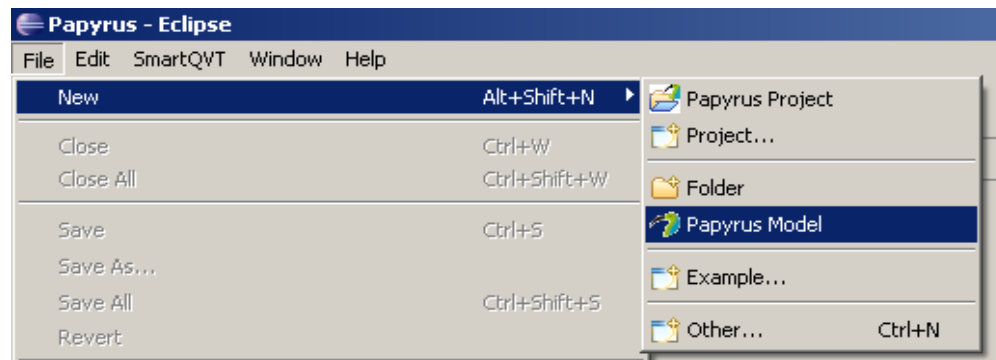 Papyrus - Eclipse
File Edit SmartQVT Window Help
New Alt+Shift+N
Close Ctrl+W
Close All Ctrl+Shift+W
Save Ctrl+S
Save As...
Save All Ctrl+Shift+S
Revert
Papyrus Project
Project...
Folder
Papyrus Model
Example...
Other... Ctrl+N